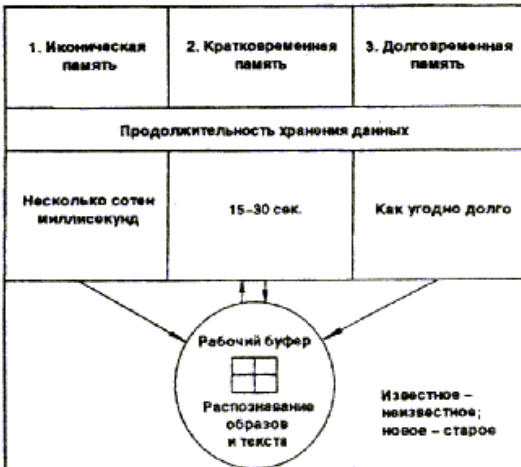 1. Иконическая
память
2. Кратковременная
память
3. Долговременная
память
Продолжительность хранения данных
Несколько сотен
миллисекунд
15–30 сек.
Как угодно долго
Рабочий буфер
Распознавание
образов
и текста
Известное –
неизвестное;
новое – старое